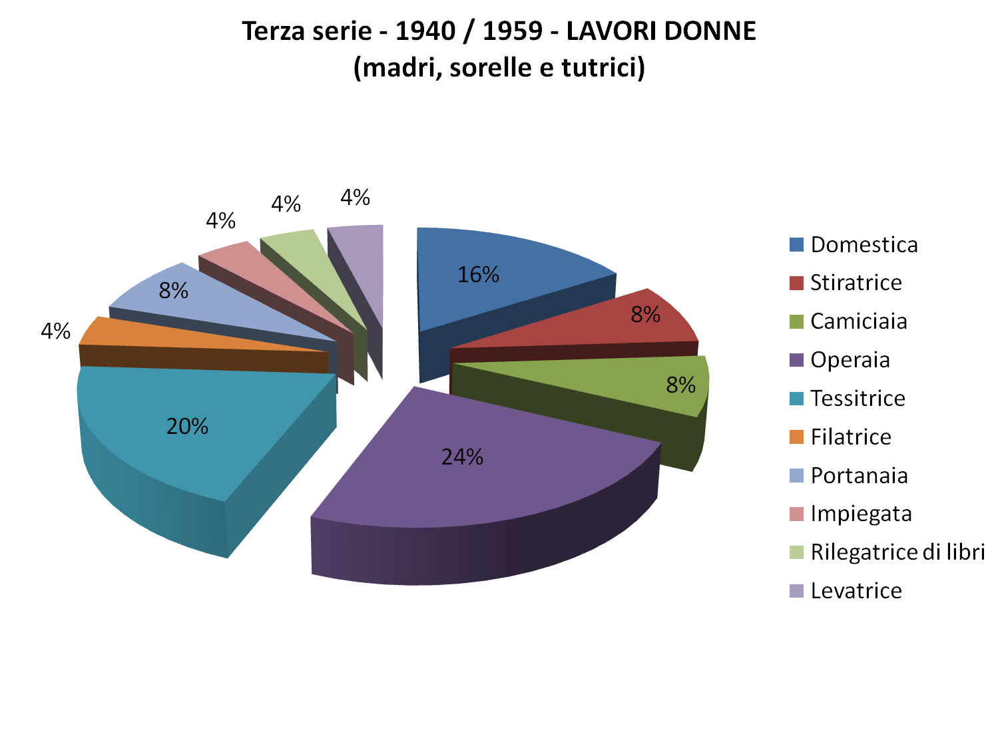 Terza serie - 1940 / 1959 - LAVORI DONNE
(madri, sorelle e tutrici)
4%
4%
4%
16%
8%
8%
4%
8%
20%
24%
Domestica
Stiratrice
Camiciaia
Operaia
Tessitrice
Filatrice
Portanaia
Impiegata
Rilegatrice di libri
Levatrice